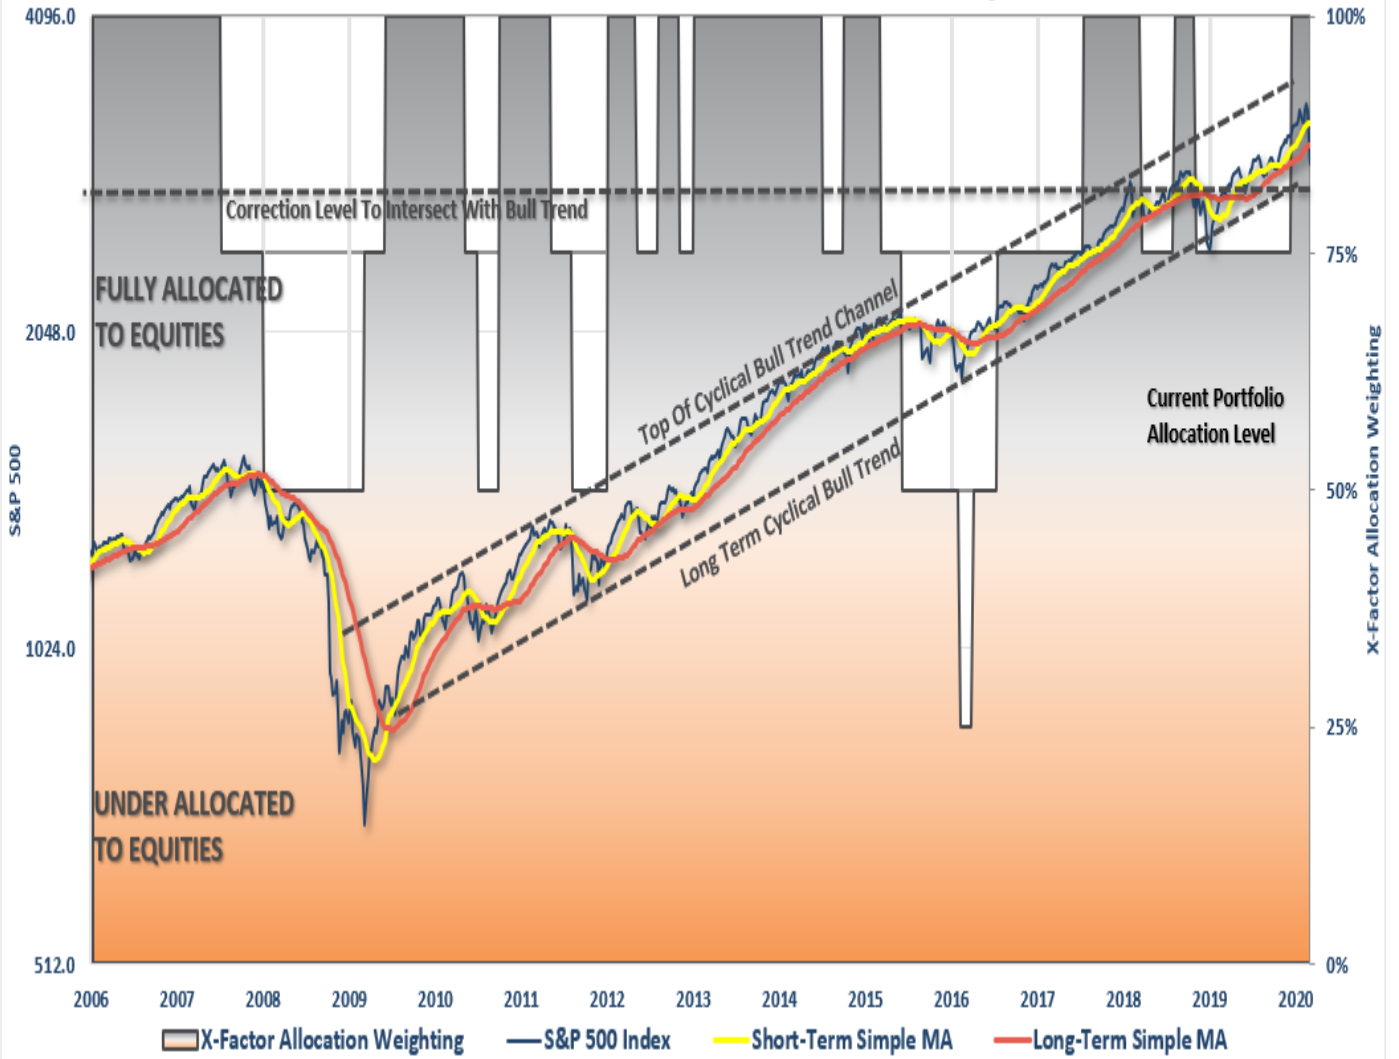 4096.0
100%
Correction Level To Intersect With Bull Trend
75%
FULLY ALLOCATED
TO EQUITIES
2048.0
Top Of Cyclical Bull Trend Channel
Current Portfolio
Allocation Level
Long Term Cyclical Bull Trend
S&P 500
50%
X-Factor Allocation Weighting
1024.0
25%
UNDER ALLOCATED
TO EQUITIES
512.0
0%
2006 2007 2008 2009 2010 2011 2012 2013 2014 2015 2016 2017 2018 2019 2020
X-Factor Allocation Weighting S&P 500 Index Short-Term Simple MA Long-Term Simple MA